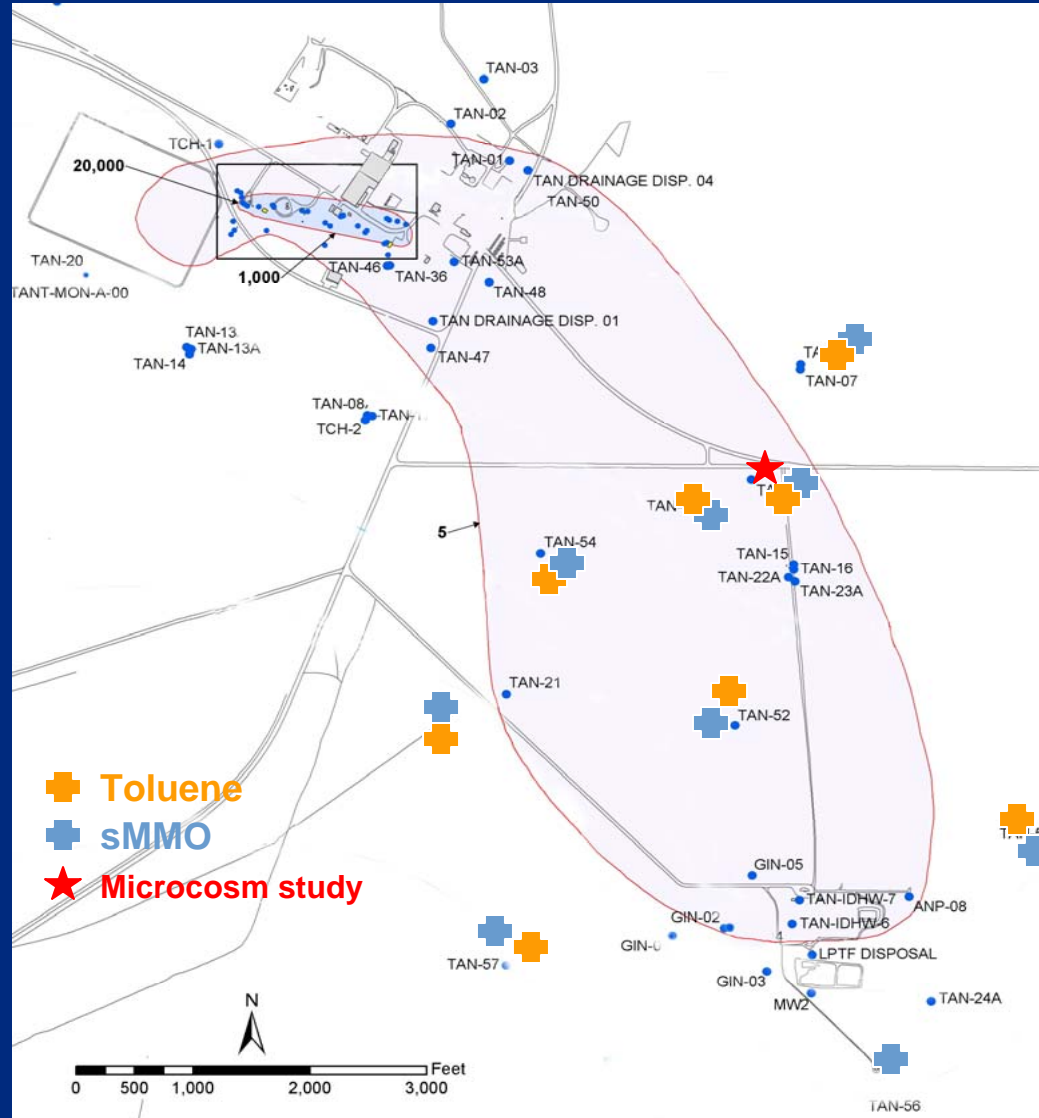 TAN-03
TAN-02
TCH-1
20,000
TAN-01
TAN DRAINAGE DISP. 04
TAN-50
TAN-20
1,000
TAN-46
TAN-36
TAN-53A
TANT-MON-A-00
TAN-48
TAN DRAINAGE DISP. 01
TAN-13
TAN-13A
TAN-14
TAN-47
TAN-07
TAN-08
TCH-2
5
TAN-54
TAN-15
TAN-16
TAN-22A
TAN-23A
TAN-21
TAN-52
Toluene
sMMO
Microcosm study
GIN-05
TAN-IDHW-7
ANP-08
GIN-02
TAN-IDHW-6
4
LPTF DISPOSAL
TAN-57
GIN-03
MW2
TAN-24A
N
Feet
0 500 1,000 2,000 3,000
TAN-56